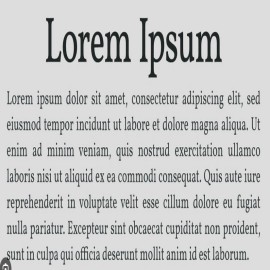 Lorem Ipsum
Lorem ipsum dolor sit amet, consectetur adipiscing elit, sed
eiusmod tempor incidunt ut labore et dolore magna aliqua. Ut
enim ad minim veniam, quis nostrud exercitation ullamco
laboris nisi ut aliquid ex ea commodi consequat. Quis aute iure
reprehenderit in voluptate velit esse cillum dolore eu fugiat
nulla pariatur. Excepteur sint obcaecat cupiditat non proident,
sunt in culpa qui officia deserunt mollit anim id est laborum.